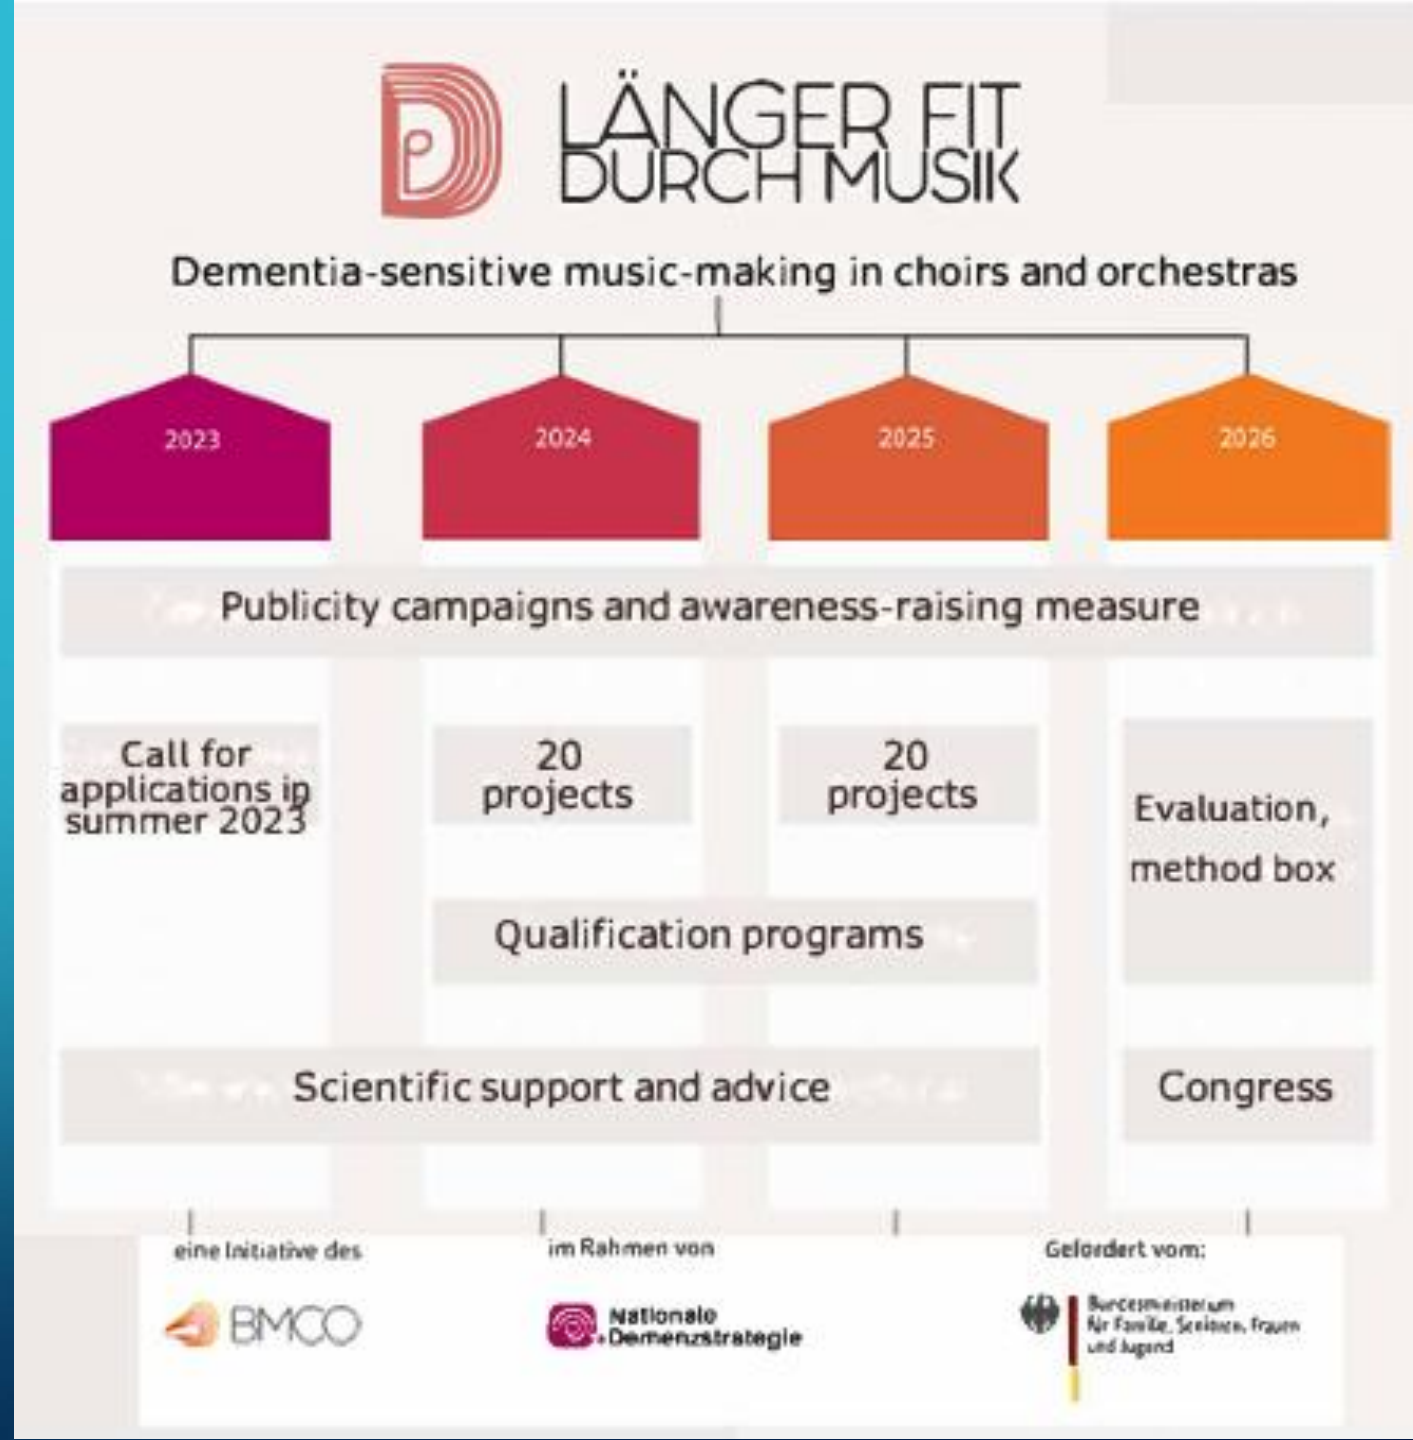 LÄNGER FIT
DURCH MUSIK
Dementia-sensitive music-making in choirs and orchestras
2023
2024
2025
2026
Publicity campaigns and awareness-raising measure
Call for
applications in
summer 2023
20
projects
20
projects
Evaluation,
method box
Qualification programs
Scientific support and advice
Congress
eine Initiative des
BMCO
im Rahmen von
Nationale
Demenzstrategie
Gefördert vom:
Bundesministerium
für Familie, Senioren, Frauen
und Jugend